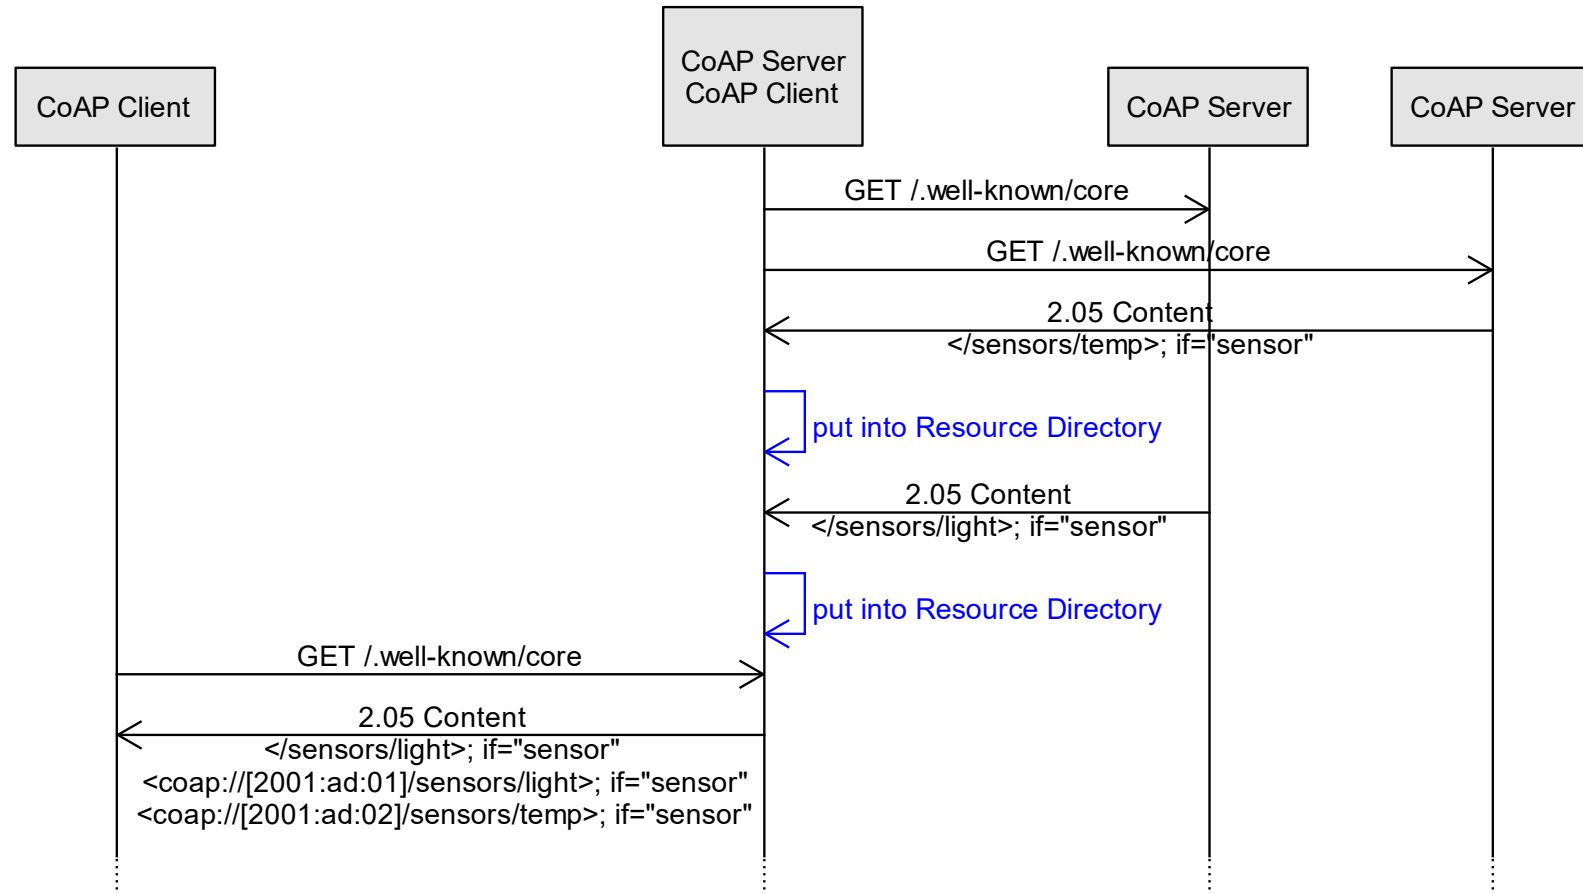 CoAP Server
CoAP Client
CoAP Client
CoAP Server
CoAP Server
GET /.well-known/core
GET /.well-known/core
2.05 Content
</sensors/temp>; if="sensor"
put into Resource Directory
2.05 Content
</sensors/light>; if="sensor"
put into Resource Directory
GET /.well-known/core
2.05 Content
</sensors/light>; if="sensor"
<coap://[2001:ad:01]/sensors/light>; if="sensor"
<coap://[2001:ad:02]/sensors/temp>; if="sensor"